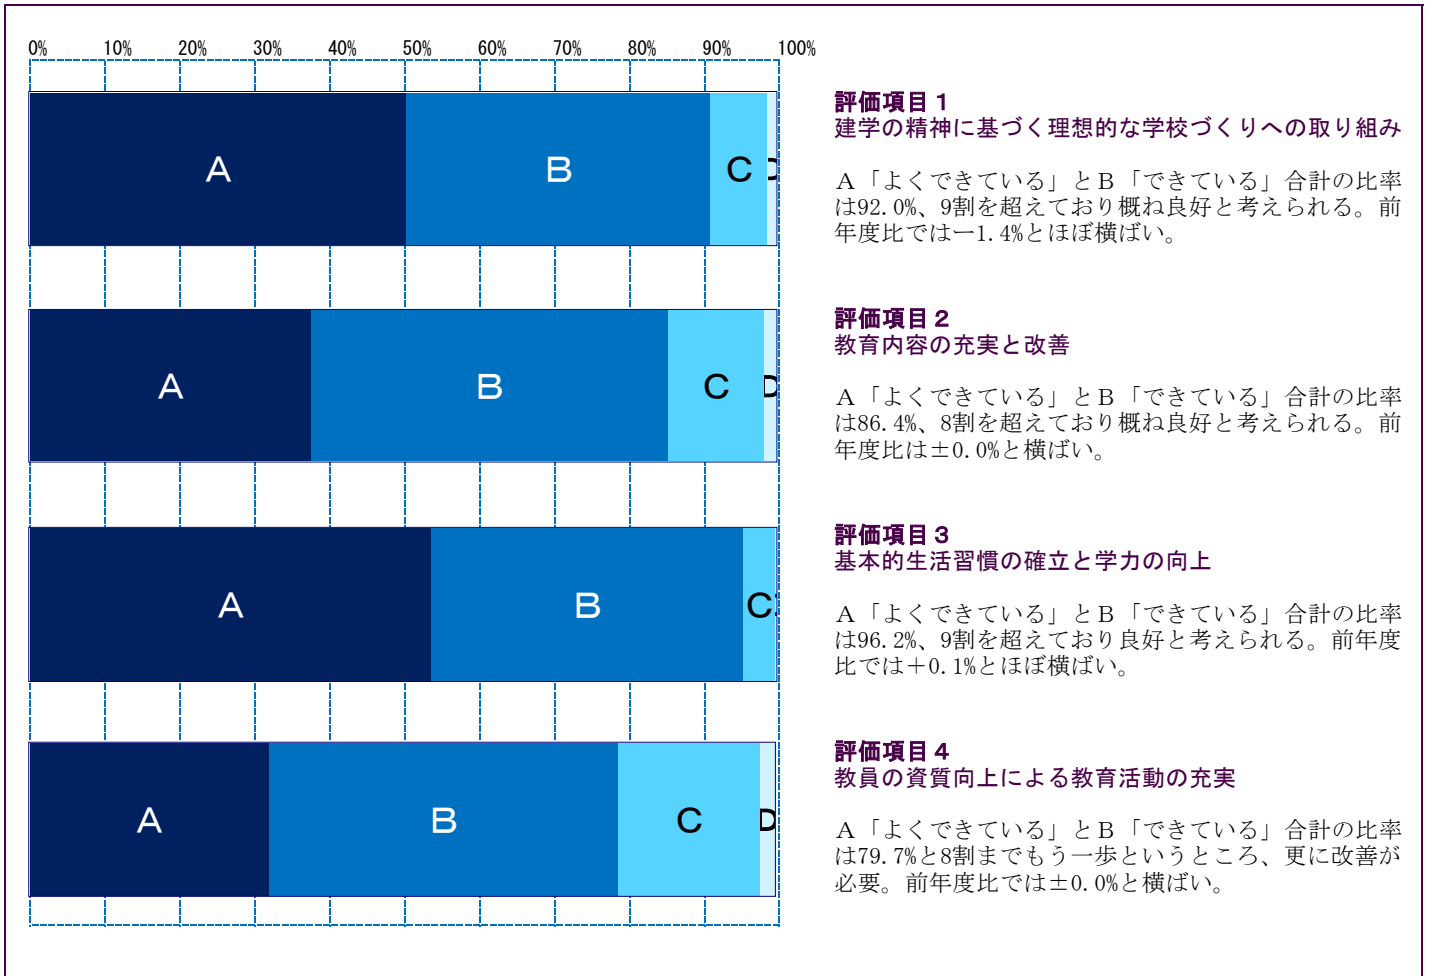 0% 10% 20% 30% 40% 50% 60% 70% 80% 90% 100%
A B C D
評価項目1
建学の精神に基づく理想的な学校づくりへの取り組み
A「よくできている」とB「できている」合計の比率
は92.0%、9割を超えており概ね良好と考えられる。前
年度比ではー1.4%とほぼ横ばい。
A B C D
評価項目2
教育内容の充実と改善
A「よくできている」とB「できている」合計の比率
は86.4%、8割を超えており概ね良好と考えられる。前
年度比は±0.0%と横ばい。
A B C
評価項目3
基本的生活習慣の確立と学力の向上
A「よくできている」とB「できている」合計の比率
は96.2%、9割を超えており良好と考えられる。前年度
比では＋0.1%とほぼ横ばい。
A B C D
評価項目4
教員の資質向上による教育活動の充実
A「よくできている」とB「できている」合計の比率
は79.7%と8割までもう一歩というところ、更に改善が
必要。前年度比では±0.0%と横ばい。